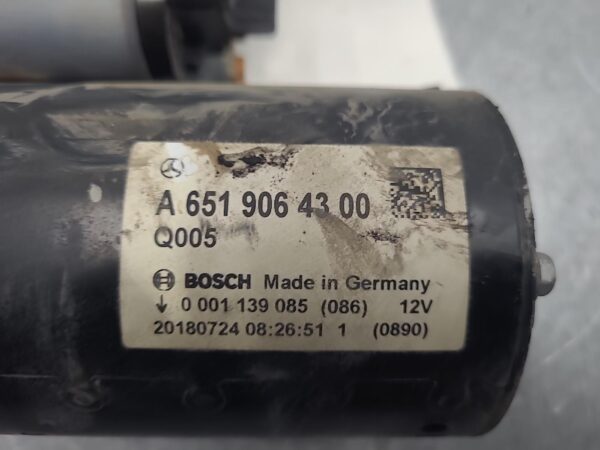 A 651 906 43 00
Q005
BOSCH Made in Germany
0 001 139 085 (086) 12V
20180724 08:26:51 1 (0890)